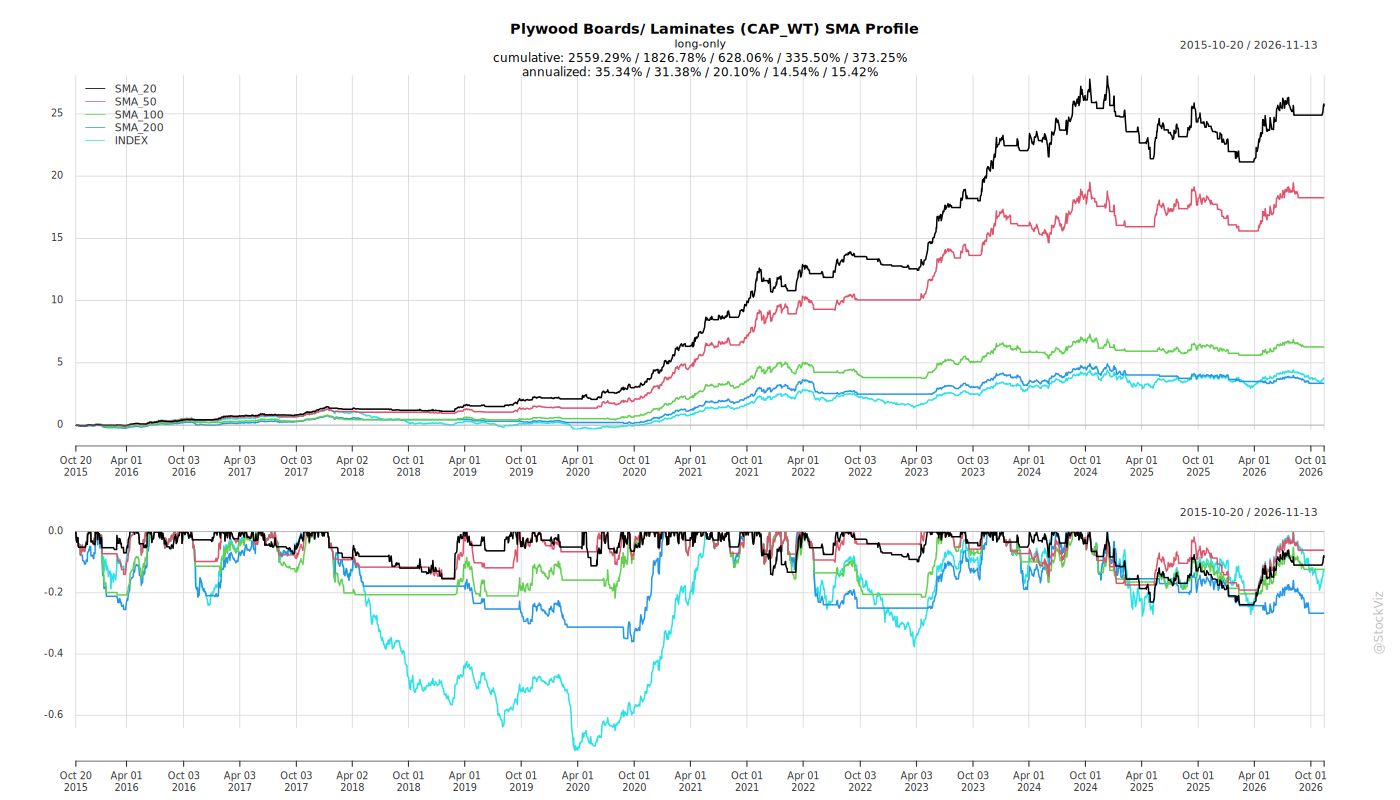 Plywood Boards/ Laminates (CAP_WT) SMA Profile
long-only
2015-10-20 / 2026-11-13
cumulative: 2559.29% / 1826.78% / 628.06% / 335.50% / 373.25%
annualized: 35.34% / 31.38% / 20.10% / 14.54% / 15.42%
SMA_20
SMA_50
SMA_100
SMA_200
INDEX
25
20
15
10
5
0
Oct 20 Apr 01 Oct 03 Apr 03 Oct 03 Apr 02 Oct 01 Apr 01 Oct 01 Apr 01 Oct 01 Apr 01 Oct 01 Apr 01 Oct 03 Apr 03 Oct 03 Apr 01 Oct 01 Apr 01 Oct 01 Apr 01 Oct 01
2015 2016 2016 2017 2017 2018 2018 2019 2019 2020 2020 2021 2021 2022 2022 2023 2023 2024 2024 2025 2025 2026 2026
2015-10-20 / 2026-11-13
0.0
-0.2
-0.4
-0.6
Oct 20 Apr 01 Oct 03 Apr 03 Oct 03 Apr 02 Oct 01 Apr 01 Oct 01 Apr 01 Oct 01 Apr 01 Oct 01 Apr 01 Oct 03 Apr 03 Oct 03 Apr 01 Oct 01 Apr 01 Oct 01 Apr 01 Oct 01
2015 2016 2016 2017 2017 2018 2018 2019 2019 2020 2020 2021 2021 2022 2022 2023 2023 2024 2024 2025 2025 2026 2026
@StockViz